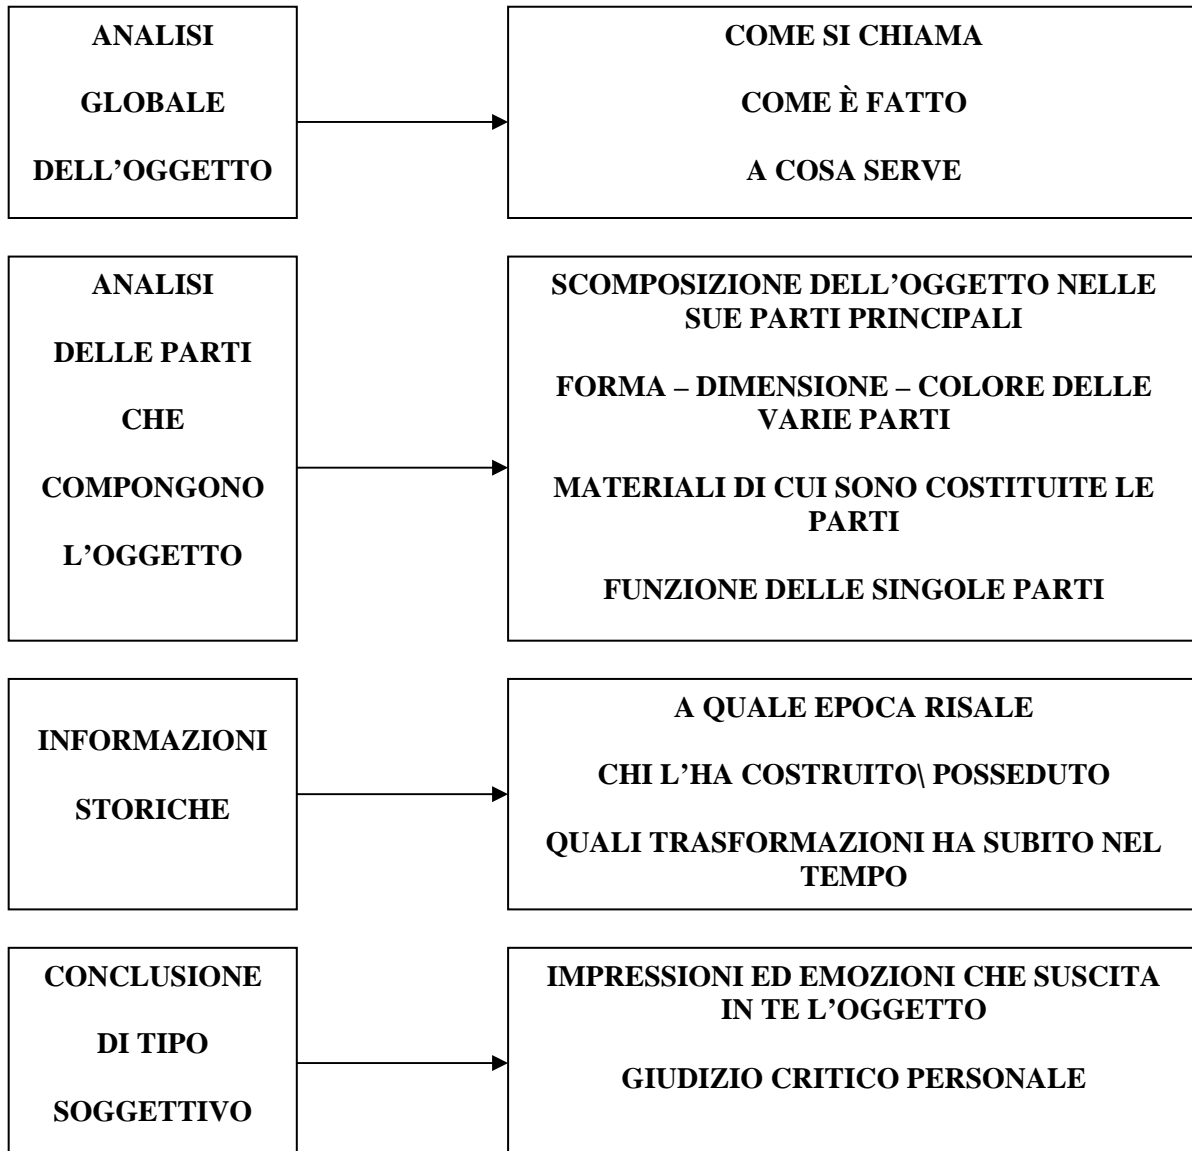 ANALISI
GLOBALE
DELL’OGGETTO
COME SI CHIAMA
COME È FATTO
A COSA SERVE
ANALISI
DELLE PARTI
CHE
COMPONGONO
L’OGGETTO
SCOMPOSIZIONE DELL’OGGETTO NELLE
SUE PARTI PRINCIPALI
FORMA – DIMENSIONE – COLORE DELLE
VARIE PARTI
MATERIALI DI CUI SONO COSTITUITE LE
PARTI
FUNZIONE DELLE SINGOLE PARTI
INFORMAZIONI
STORICHE
A QUALE EPOCA RISALE
CHI L’HA COSTRUITO\ POSSEDUTO
QUALI TRASFORMAZIONI HA SUBITO NEL
TEMPO
CONCLUSIONE
DI TIPO
SOGGETTIVO
IMPRESSIONI ED EMOZIONI CHE SUSCITA
IN TE L’OGGETTO
GIUDIZIO CRITICO PERSONALE